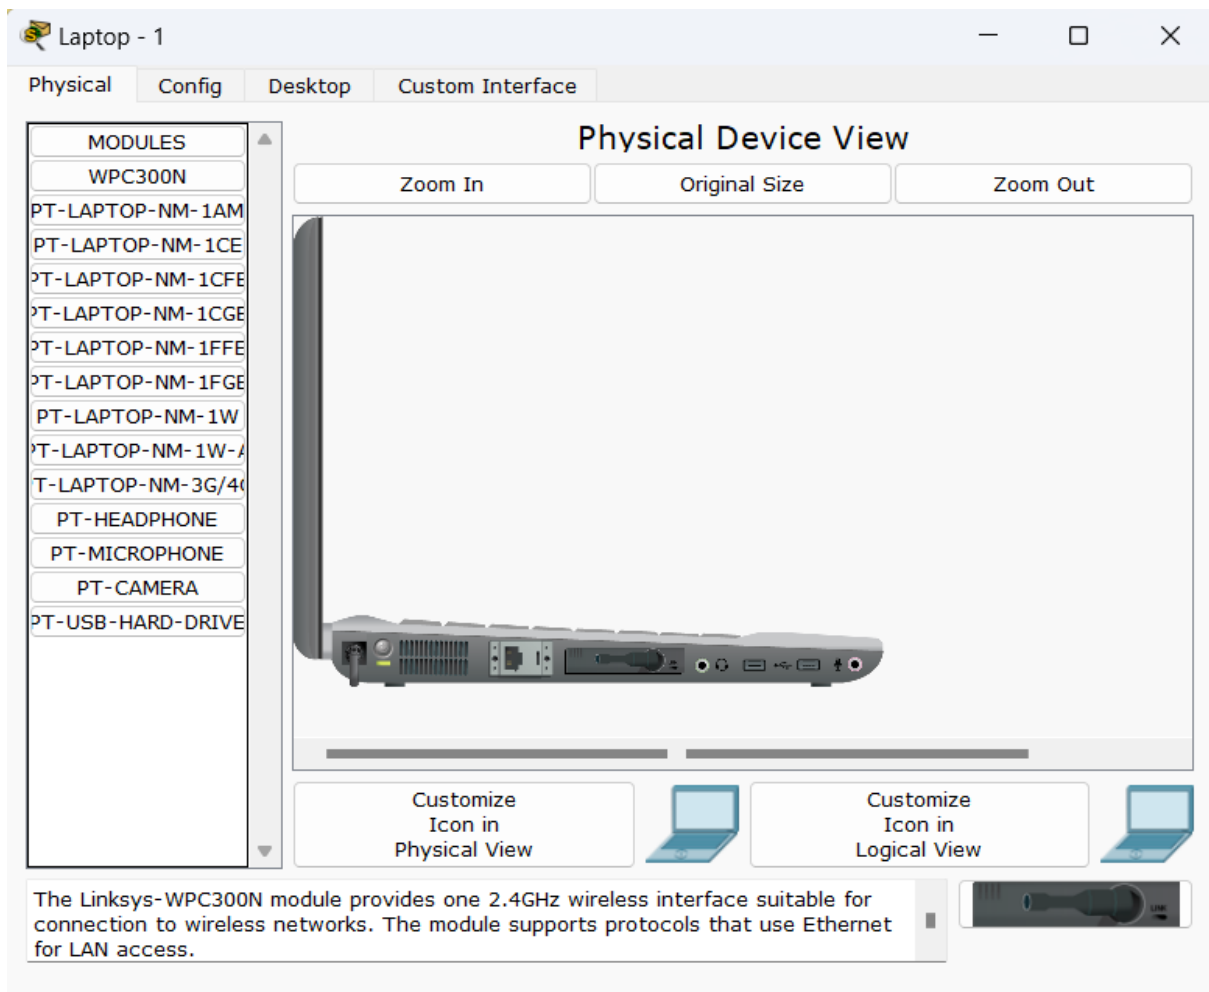 Laptop - 1
Physical Config Desktop Custom Interface
MODULES
WPC300N
PT-LAPTOP-NM-1AM
PT-LAPTOP-NM-1CE
PT-LAPTOP-NM-1CFE
PT-LAPTOP-NM-1CGE
PT-LAPTOP-NM-1FFE
PT-LAPTOP-NM-1FGE
PT-LAPTOP-NM-1W
PT-LAPTOP-NM-1W-A
T-LAPTOP-NM-3G/4G
PT-HEADPHONE
PT-MICROPHONE
PT-CAMERA
PT-USB-HARD-DRIVE
Physical Device View
Zoom In Original Size Zoom Out
Customize
Icon in
Physical View
Customize
Icon in
Logical View
The Linksys-WPC300N module provides one 2.4GHz wireless interface suitable for
connection to wireless networks. The module supports protocols that use Ethernet
for LAN access.
LINK